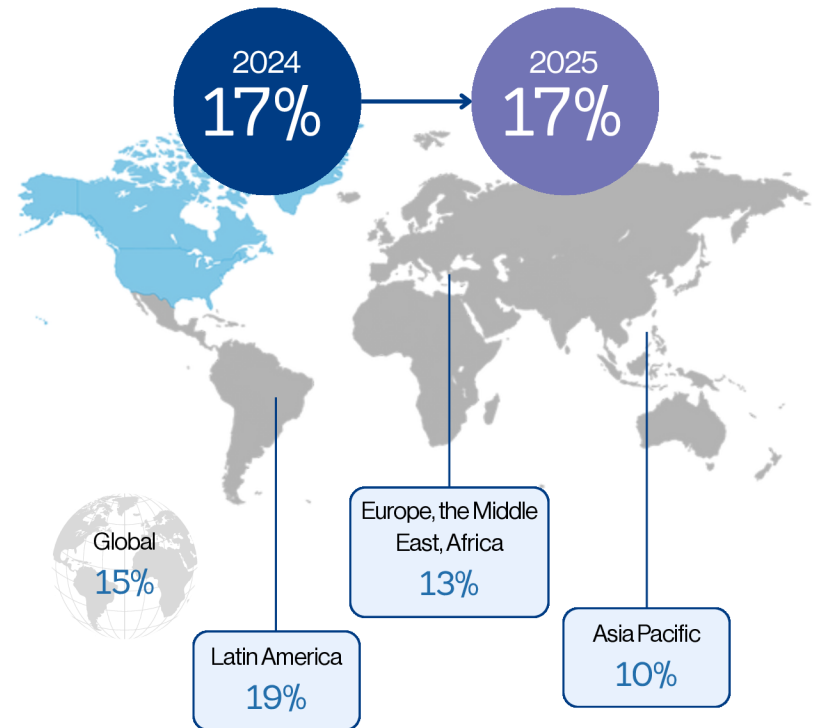 2024
17%
2025
17%
Europe, the Middle
East, Africa
13%
Global
15%
Asia Pacific
10%
Latin America
19%